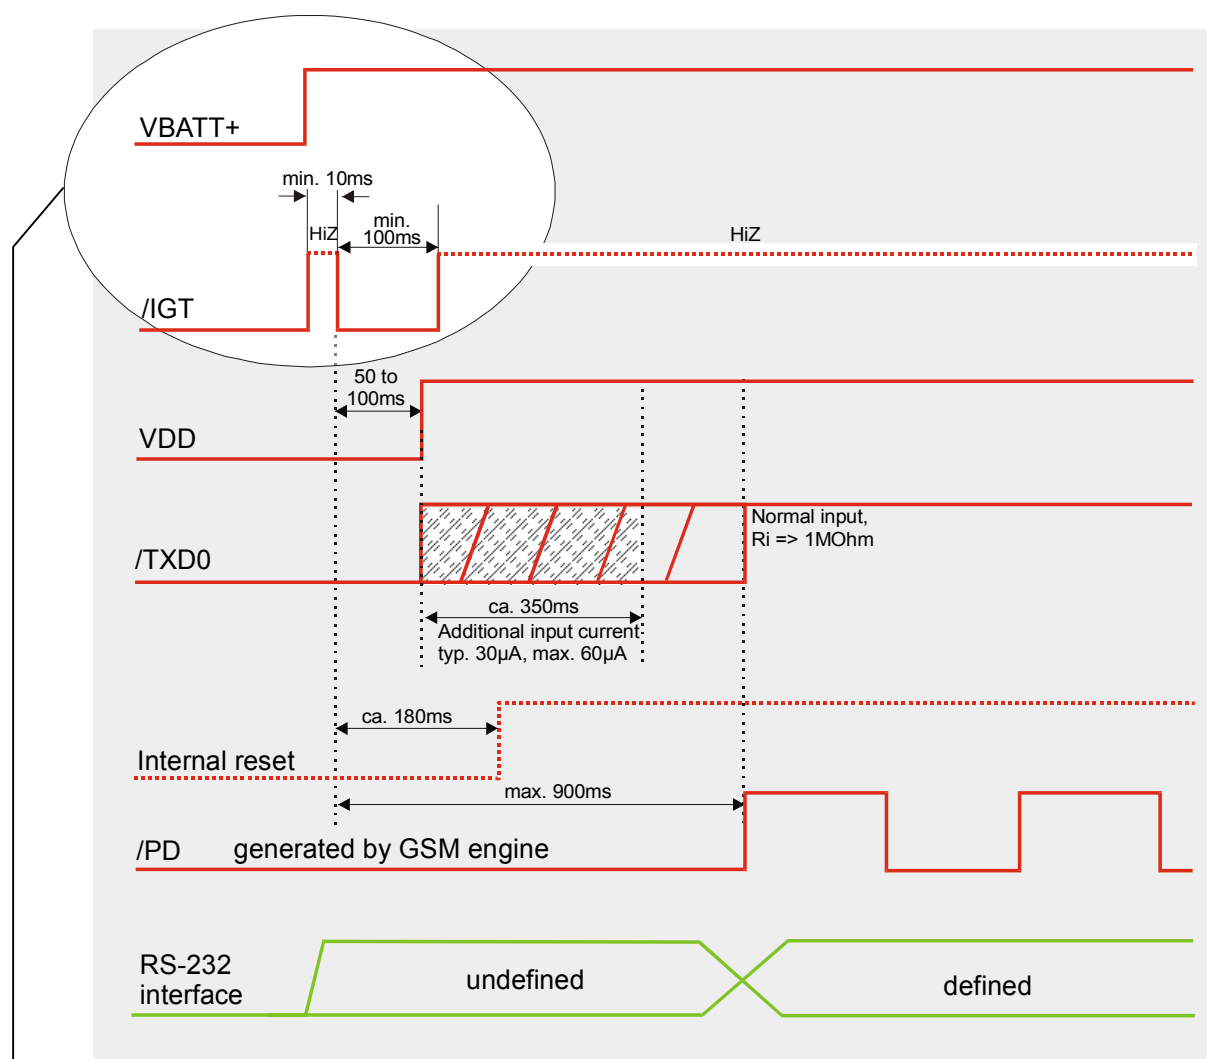 VBATT+
min. 10ms
HiZ
min.
100ms
HiZ
/IGT
50 to
100ms
VDD
Normal input,
Ri => 1MOhm
/TXD0
ca. 350ms
Additional input current
typ. 30µA, max. 60µA
ca. 180ms
Internal reset
max. 900ms
/PD generated by GSM engine
RS-232
interface
undefined
defined